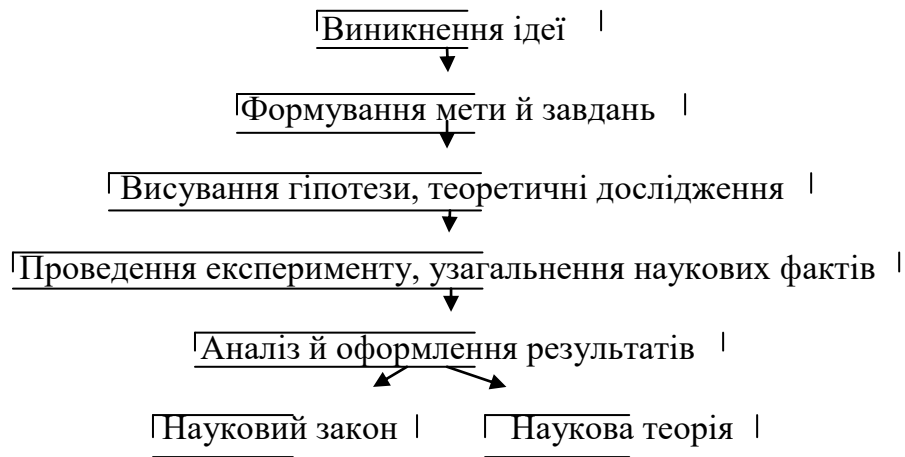 Виникнення ідеї
Формування мети й завдань
Висування гіпотези, теоретичні дослідження
Проведення експерименту, узагальнення наукових фактів
Аналіз й оформлення результатів
Науковий закон Наукова теорія